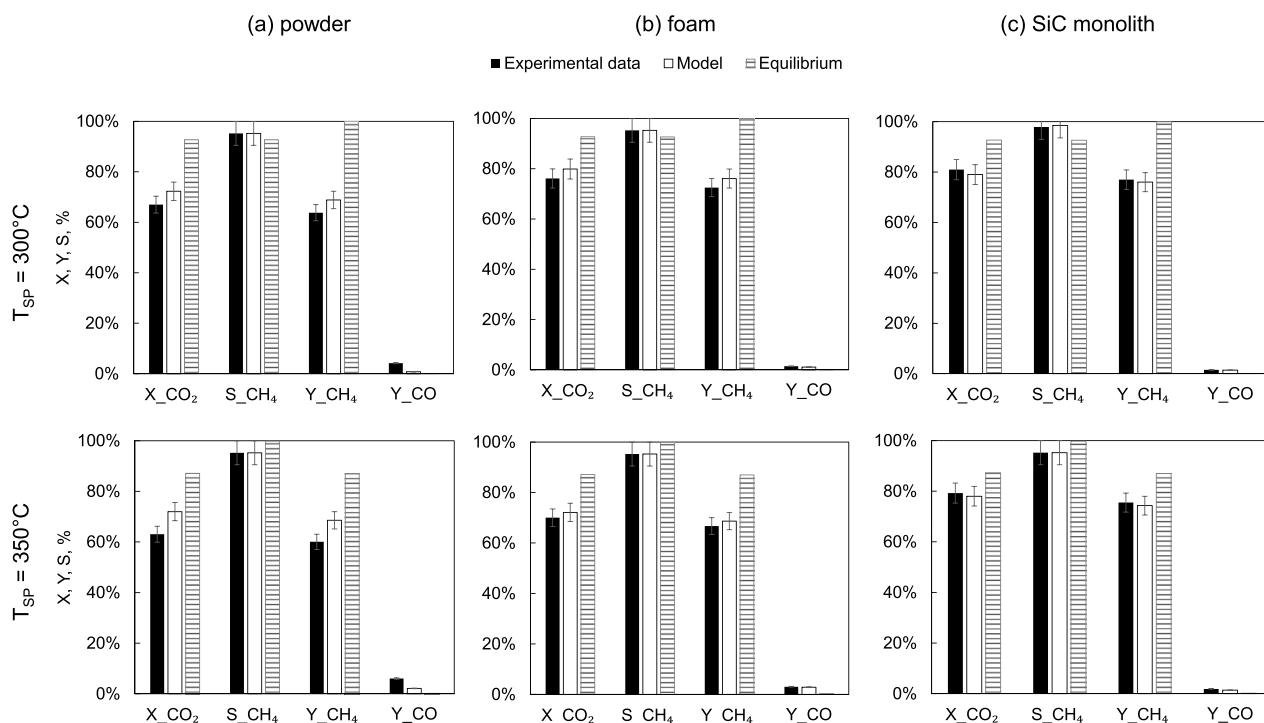 (a) powder
(b) foam
(c) SiC monolith
Experimental data Model Equilibrium
T_SP = 300°C
X, Y, S, %
100%
80%
60%
40%
20%
0%
X_CO₂ S_CH₄ Y_CH₄ Y_CO
100%
80%
60%
40%
20%
0%
X_CO₂ S_CH₄ Y_CH₄ Y_CO
100%
80%
60%
40%
20%
0%
X_CO₂ S_CH₄ Y_CH₄ Y_CO
T_SP = 350°C
X, Y, S, %
100%
80%
60%
40%
20%
0%
X_CO₂ S_CH₄ Y_CH₄ Y_CO
100%
80%
60%
40%
20%
0%
X CO₂ S CH₄ Y CH₄ Y CO
100%
80%
60%
40%
20%
0%
X_CO₂ S_CH₄ Y_CH₄ Y_CO